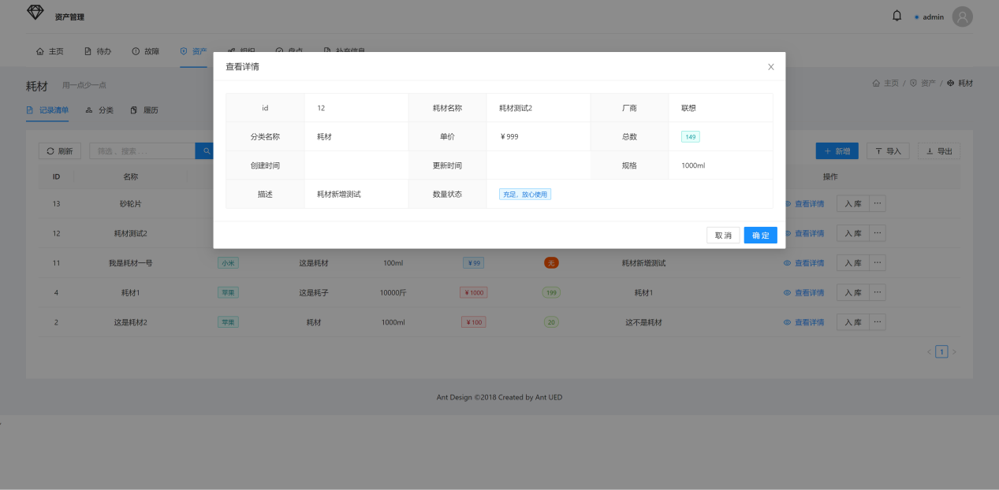 资产管理
admin
主页 待办 故障 资产 组织 盘点 补充信息
查看详情
耗材 用一点少一点
主页 / 资产 / 耗材
记录清单 分类 履历
id 12 耗材名称 耗材测试2 厂商 联想
分类名称 耗材 单价 ¥ 999 总数 149
创建时间 更新时间 规格 1000ml
描述 耗材新增测试 数量状态 充足，放心使用
取 消 确 定
刷新 筛选 、搜索 . . . 新增 导入 导出
ID 名称 操作
13 砂轮片 查看详情 入 库 ···
12 耗材测试2 查看详情 入 库 ···
11 我是耗材一号 小米 这是耗材 100ml ¥ 99 无 耗材新增测试 查看详情 入 库 ···
4 耗材1 苹果 这是耗子 10000斤 ¥ 1000 199 耗材1 查看详情 入 库 ···
2 这是耗材2 苹果 耗材 1000ml ¥ 100 20 这不是耗材 查看详情 入 库 ···
< 1 >
Ant Design ©2018 Created by Ant UED